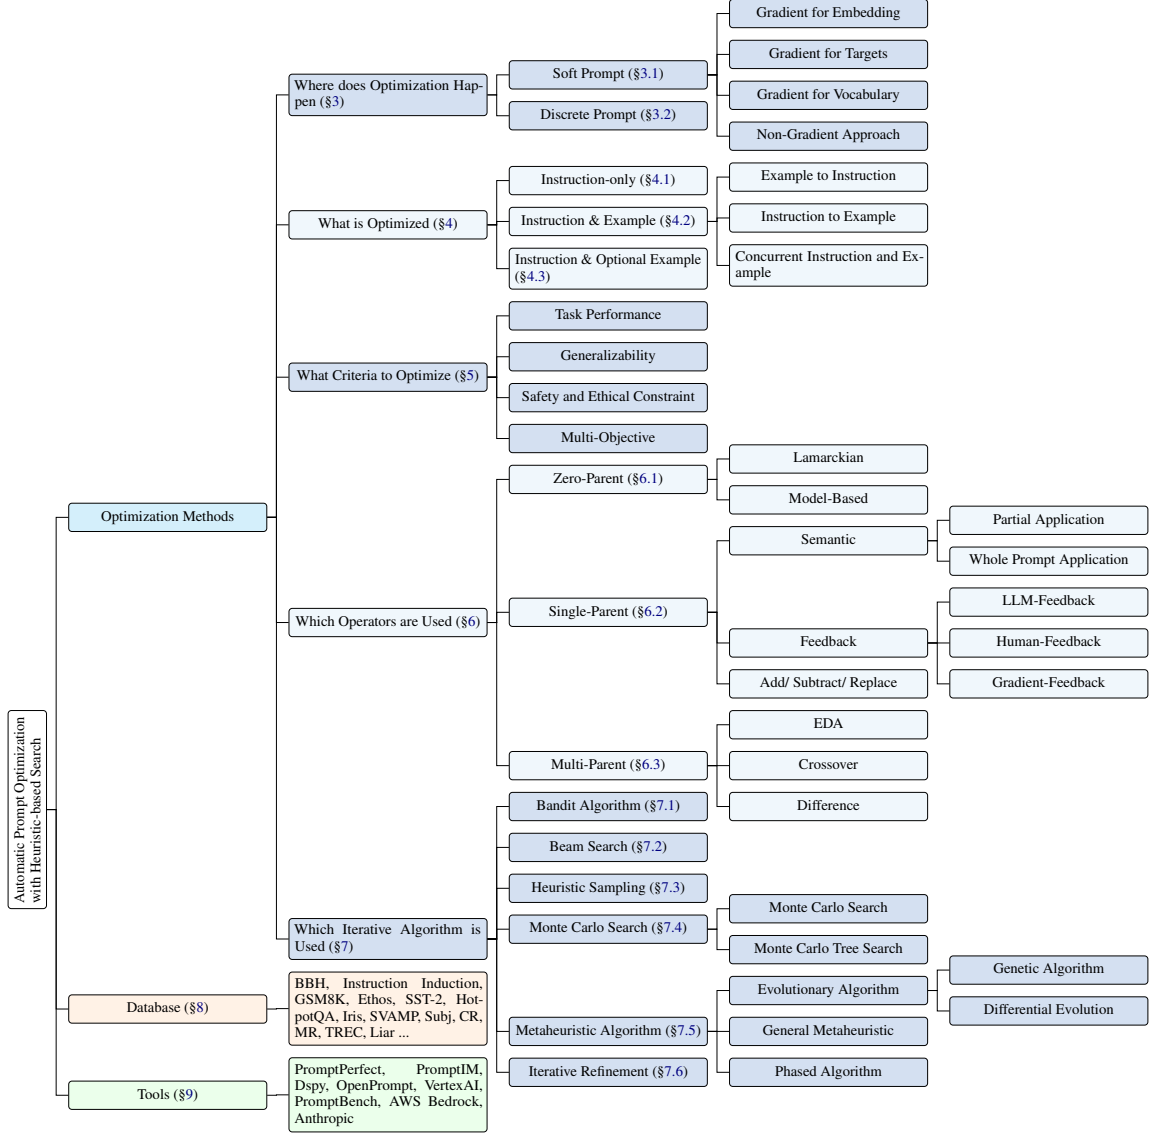 Automatic Prompt Optimization
with Heuristic-based Search
Optimization Methods
Where does Optimization Hap-
pen (§3)
Soft Prompt (§3.1)
Gradient for Embedding
Gradient for Targets
Gradient for Vocabulary
Non-Gradient Approach
Discrete Prompt (§3.2)
What is Optimized (§4)
Instruction-only (§4.1)
Instruction & Example (§4.2)
Example to Instruction
Instruction to Example
Concurrent Instruction and Ex-
ample
Instruction & Optional Example
(§4.3)
What Criteria to Optimize (§5)
Task Performance
Generalizability
Safety and Ethical Constraint
Multi-Objective
Which Operators are Used (§6)
Zero-Parent (§6.1)
Lamarckian
Model-Based
Single-Parent (§6.2)
Semantic
Partial Application
Whole Prompt Application
Feedback
LLM-Feedback
Human-Feedback
Gradient-Feedback
Add/ Subtract/ Replace
Multi-Parent (§6.3)
EDA
Crossover
Difference
Which Iterative Algorithm is
Used (§7)
Bandit Algorithm (§7.1)
Beam Search (§7.2)
Heuristic Sampling (§7.3)
Monte Carlo Search (§7.4)
Monte Carlo Search
Monte Carlo Tree Search
Metaheuristic Algorithm (§7.5)
Evolutionary Algorithm
Genetic Algorithm
Differential Evolution
General Metaheuristic
Phased Algorithm
Iterative Refinement (§7.6)
Database (§8)
BBH, Instruction Induction,
GSM8K, Ethos, SST-2, Hot-
potQA, Iris, SVAMP, Subj, CR,
MR, TREC, Liar ...
Tools (§9)
PromptPerfect, PromptIM,
Dspy, OpenPrompt, VertexAI,
PromptBench, AWS Bedrock,
Anthropic